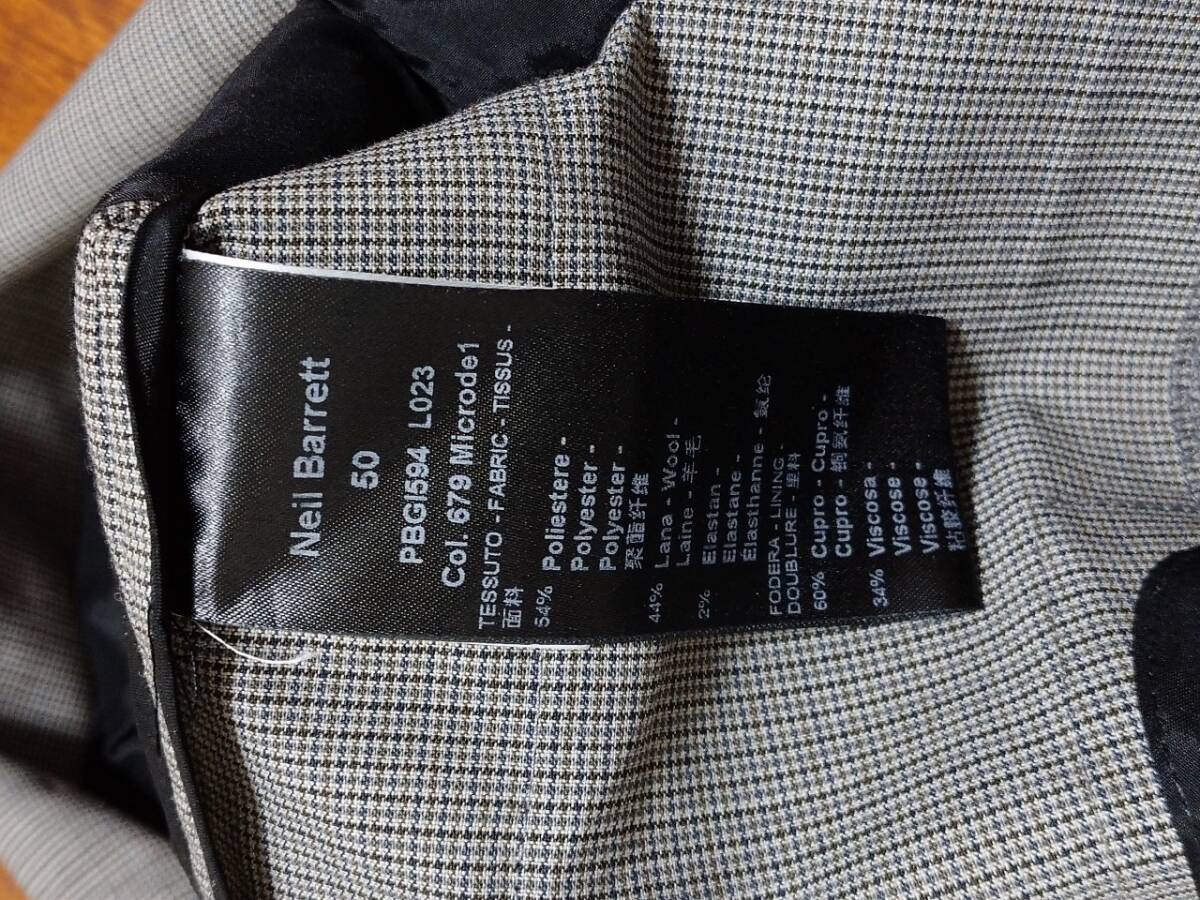 Neil Barrett
50
PBGI594 L023
Col. 679 Microde1
TESSUTO - FABRIC - TISSUS -
面料
54% Poliestere -
Polyester -
Polyester -
聚酯纤维
44% Lana - Wool -
Laine - 羊毛
2% Elastan -
Elastane -
Élasthanne - 氨纶
FODERA - LINING -
DOUBLURE - 里料
60% Cupro - Cupro -
Cupro - 铜氨纤维
34% Viscosa -
Viscose -
Viscose -
粘胶纤维